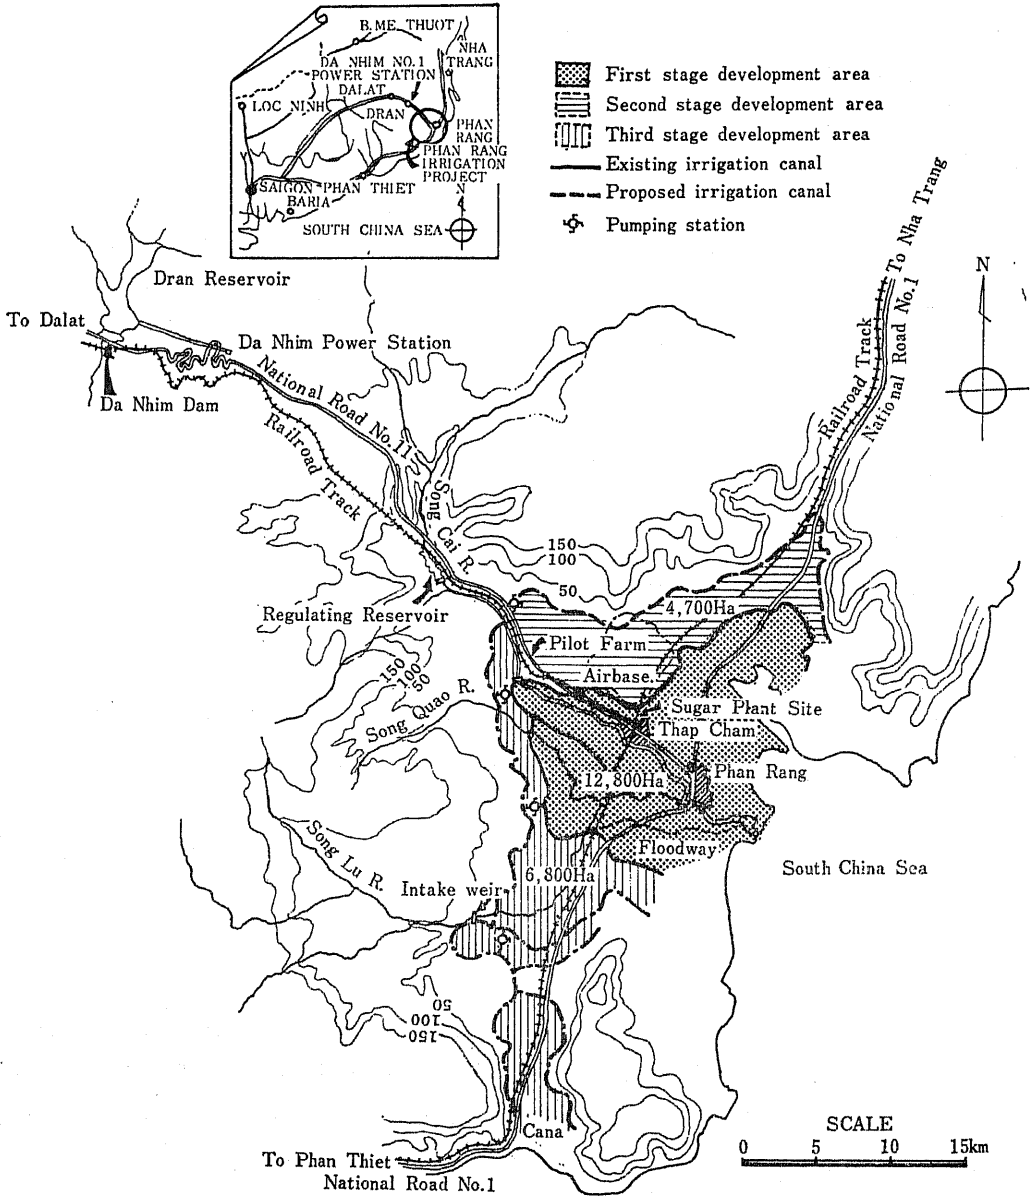 B.ME THUOT
NHA
TRANG
DA NHIM NO.1
POWER STATION
DALAT
LOC NINH
DRAN
PHAN
RANG
PHAN RANG
IRRIGATION
PROJECT
SAIGON
PHAN THIET
BARIA
N
SOUTH CHINA SEA
First stage development area
Second stage development area
Third stage development area
Existing irrigation canal
Proposed irrigation canal
Pumping station
To Nha Trang
National Road No.1
Railroad Track
N
Dran Reservoir
To Dalat
Da Nhim Power Station
Da Nhim Dam
National Road No.11
Railroad Track
Song Cai R.
150
100
50
Regulating Reservoir
4,700Ha
Pilot Farm
Airbase.
150
100
50
Song Quao R.
Sugar Plant Site
Thap Cham
Phan Rang
12,800Ha
Floodway
Song Lu R.
6,800Ha
Intake weir
South China Sea
50
100
150
Cana
To Phan Thiet
National Road No.1
SCALE
0 5 10 15km